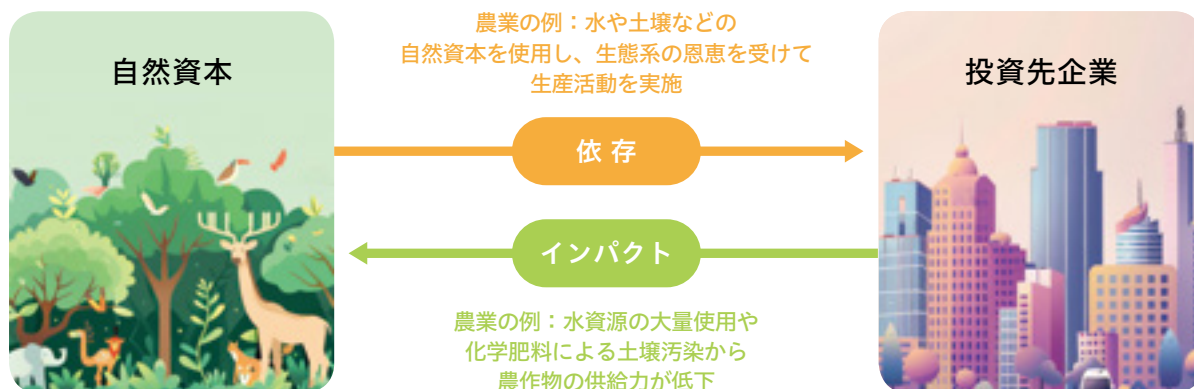 農業の例：水や土壌などの
自然資本を使用し、生態系の恩恵を受けて
生産活動を実施
自然資本
投資先企業
依存
インパクト
農業の例：水資源の大量使用や
化学肥料による土壌汚染から
農作物の供給力が低下